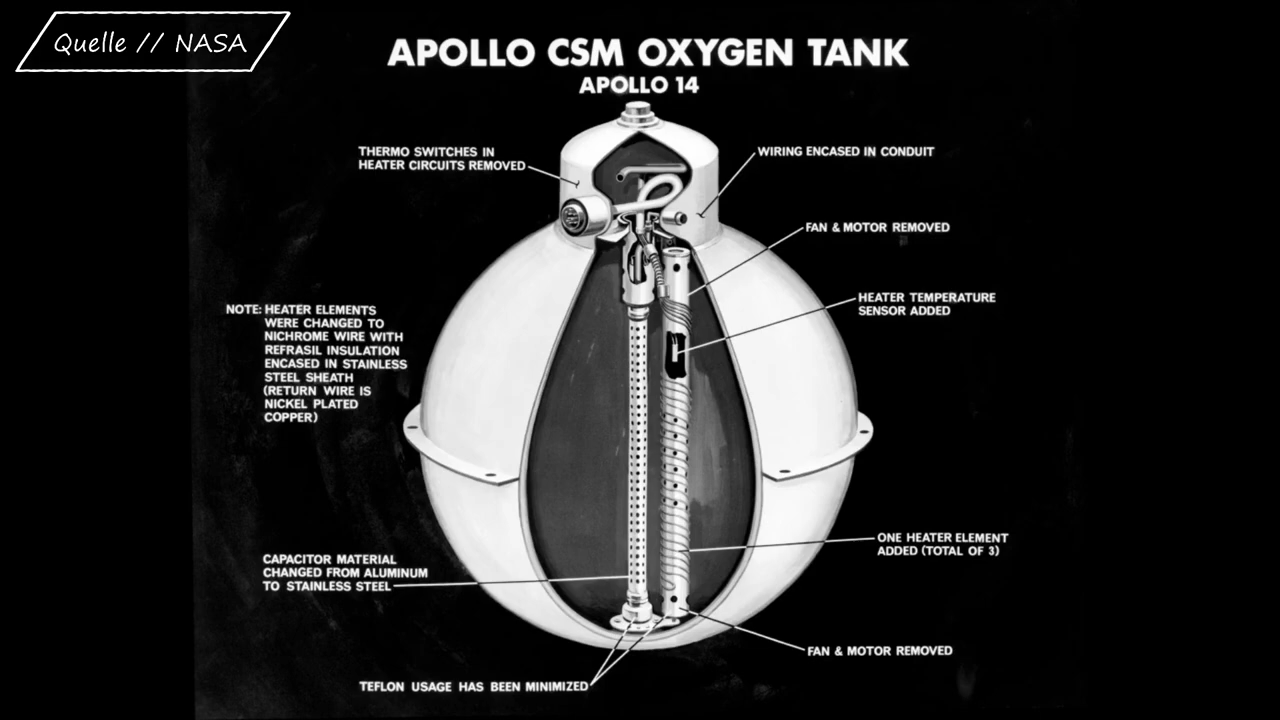 Quelle // NASA
APOLLO CSM OXYGEN TANK
APOLLO 14
THERMO SWITCHES IN
HEATER CIRCUITS REMOVED
WIRING ENCASED IN CONDUIT
FAN & MOTOR REMOVED
HEATER TEMPERATURE
SENSOR ADDED
NOTE: HEATER ELEMENTS
WERE CHANGED TO
NICHROME WIRE WITH
REFRASIL INSULATION
ENCASED IN STAINLESS
STEEL SHEATH
(RETURN WIRE IS
NICKEL PLATED
COPPER)
ONE HEATER ELEMENT
ADDED (TOTAL OF 3)
CAPACITOR MATERIAL
CHANGED FROM ALUMINUM
TO STAINLESS STEEL
FAN & MOTOR REMOVED
TEFLON USAGE HAS BEEN MINIMIZED